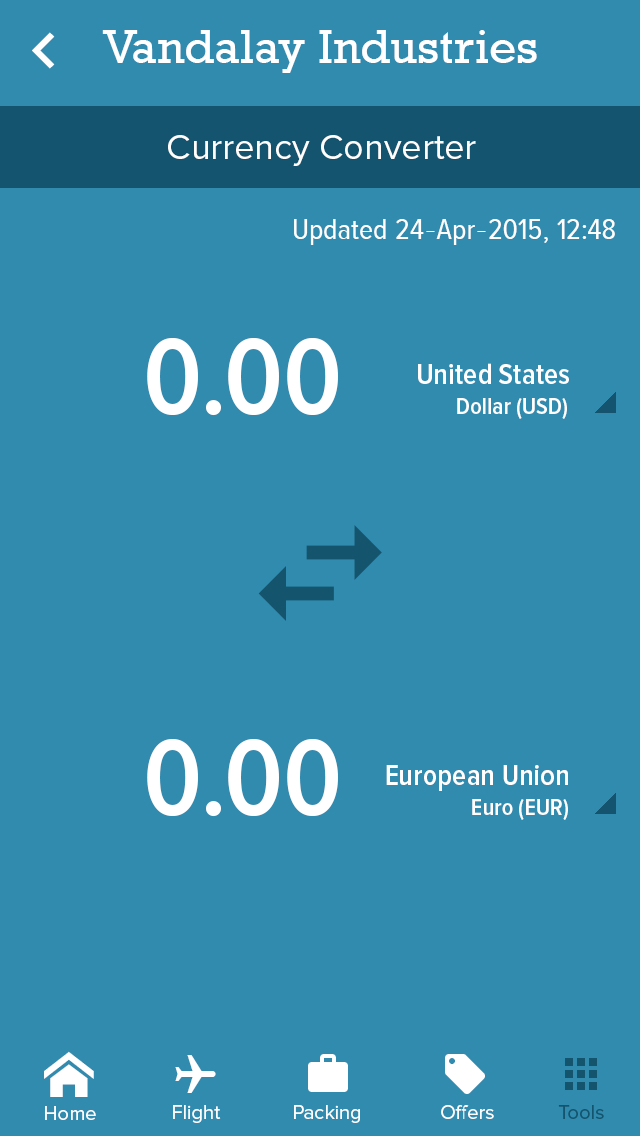 Vandalay Industries
Currency Converter
Updated 24-Apr-2015, 12:48
0.00
United States
Dollar (USD)
0.00
European Union
Euro (EUR)
Home Flight Packing Offers Tools